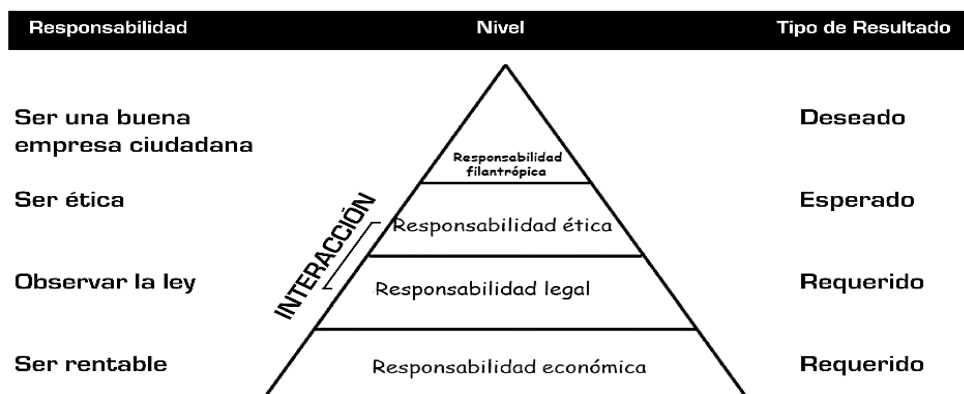 Responsabilidad Nivel Tipo de Resultado
Ser una buena
empresa ciudadana
Responsabilidad
filantrópica
Deseado
Ser ética
Responsabilidad ética
Esperado
INTERACCIÓN
Observar la ley
Responsabilidad legal
Requerido
Ser rentable
Responsabilidad económica
Requerido